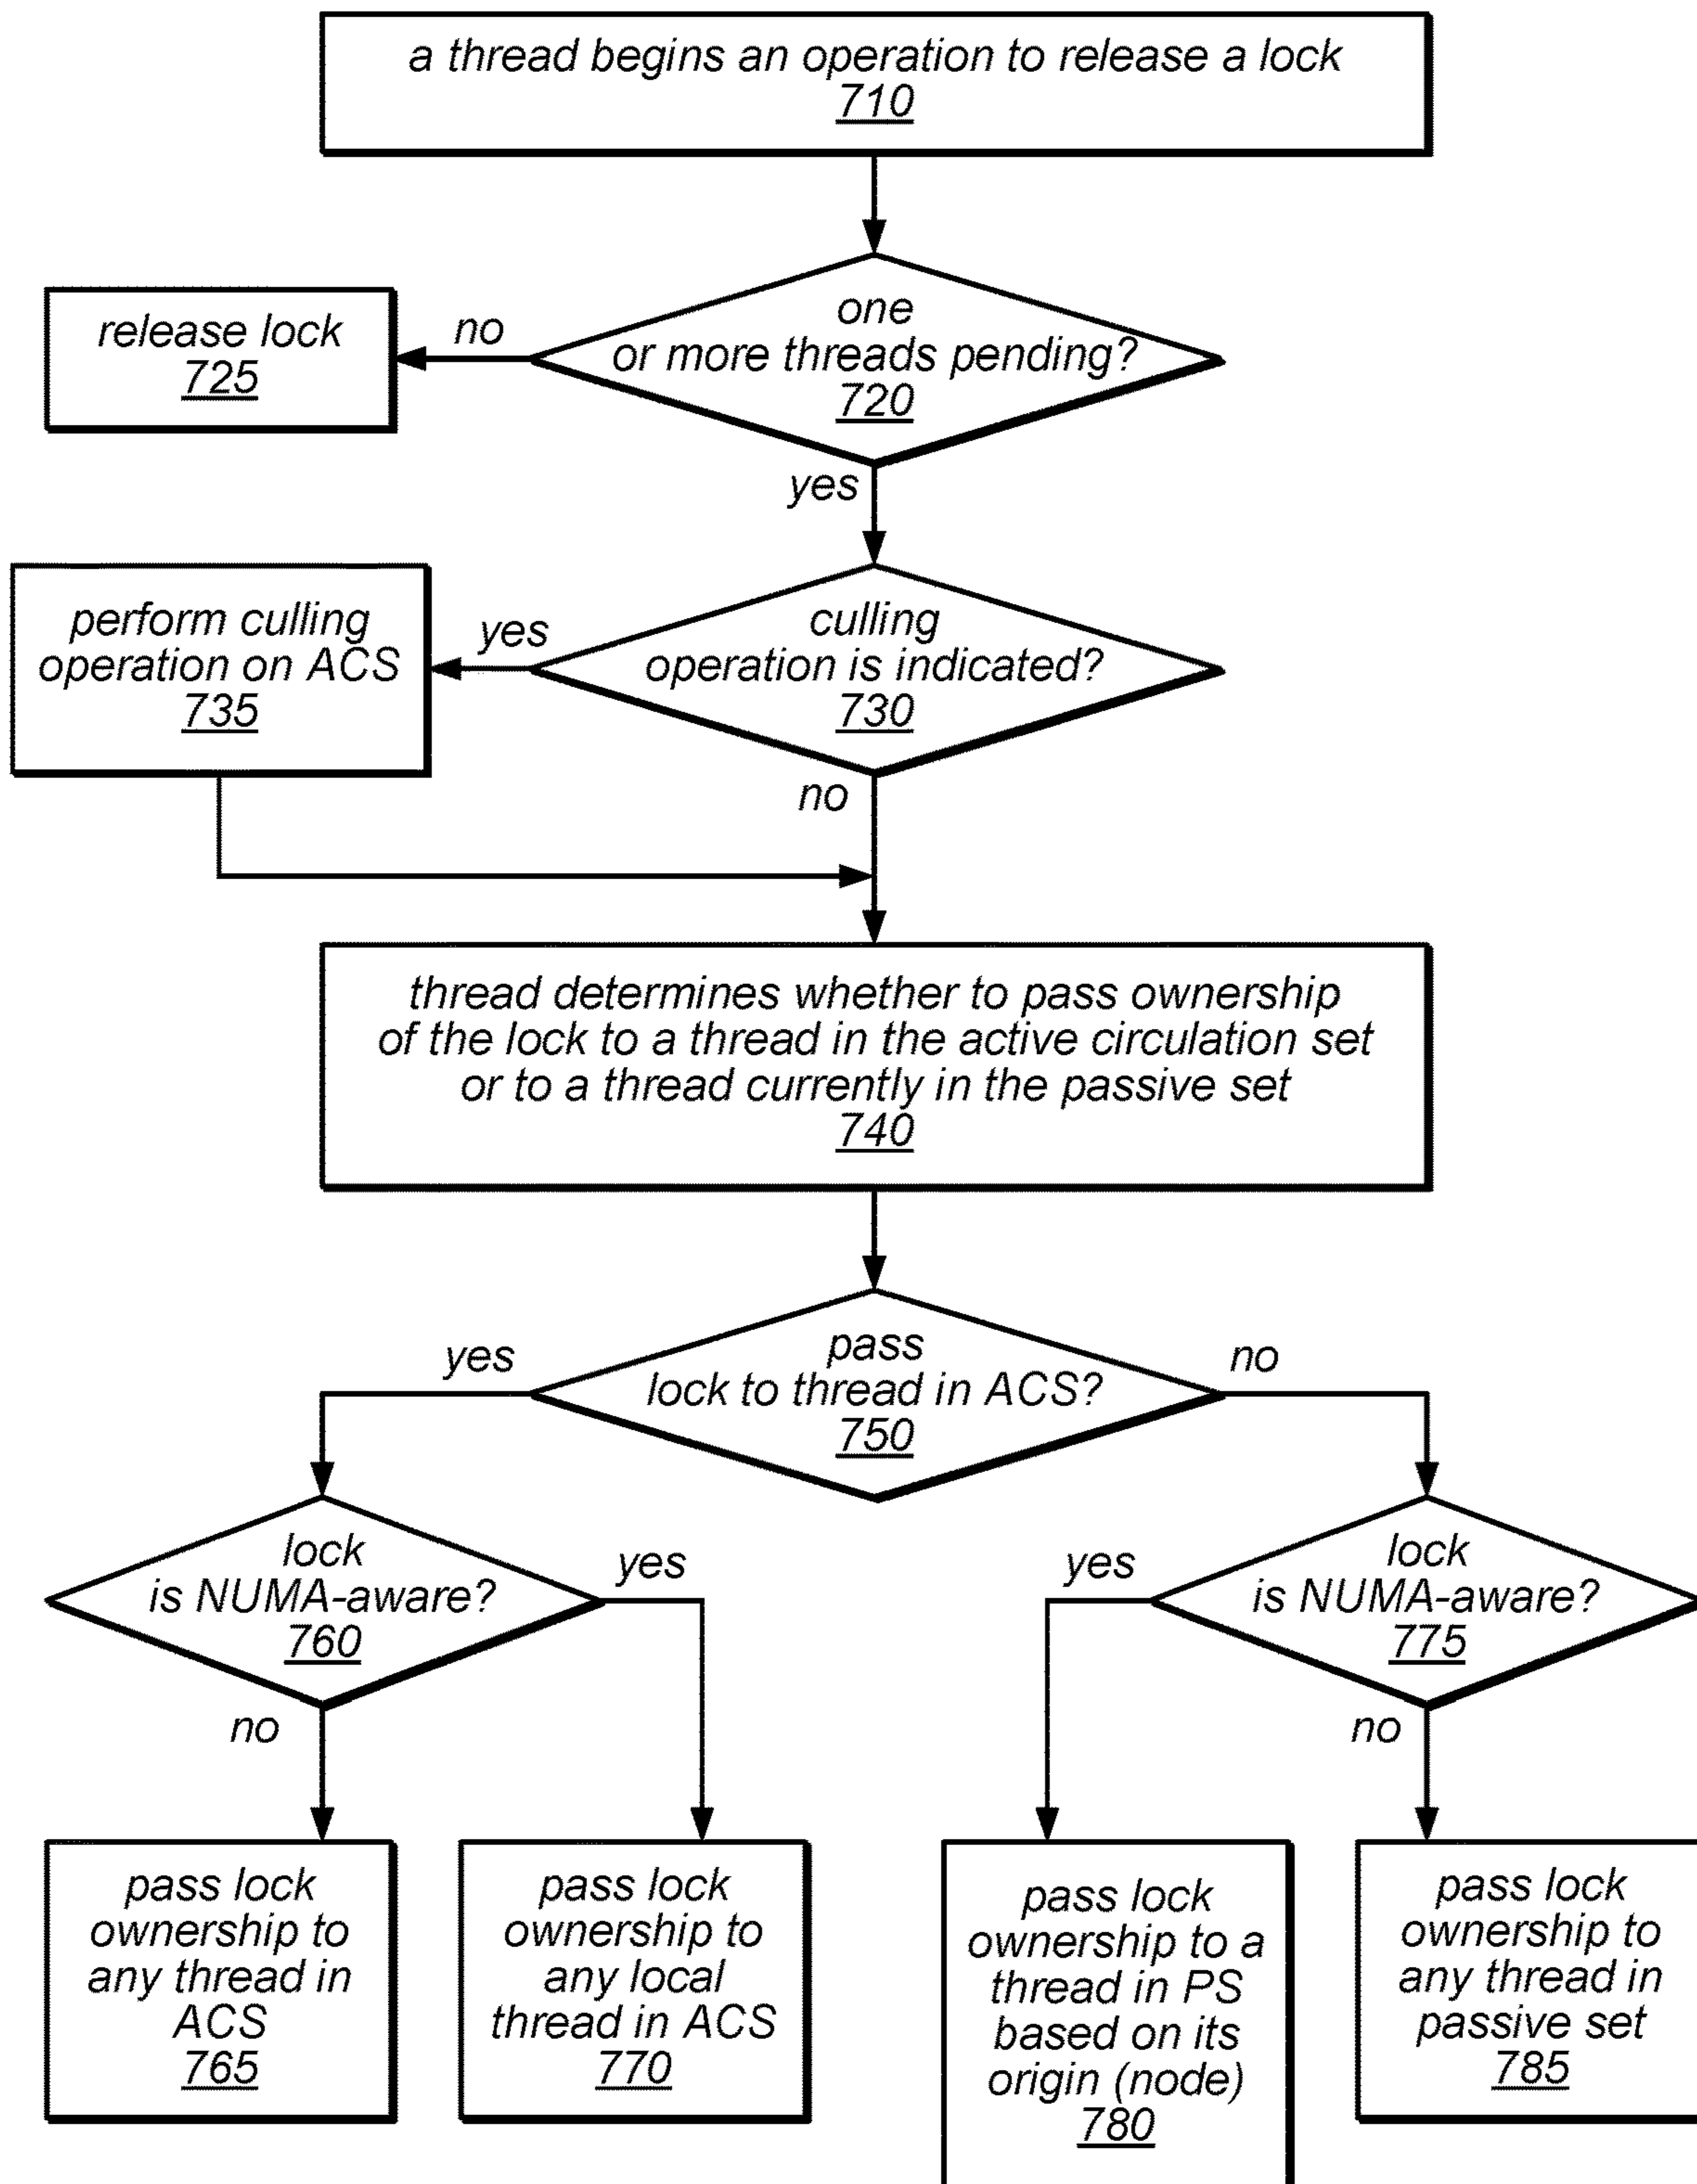 a thread begins an operation to release a lock
710
one
or more threads pending?
720
no
release lock
725
yes
culling
operation is indicated?
730
yes
perform culling
operation on ACS
735
no
thread determines whether to pass ownership
of the lock to a thread in the active circulation set
or to a thread currently in the passive set
740
pass
lock to thread in ACS?
750
yes
no
lock
is NUMA-aware?
760
yes
no
lock
is NUMA-aware?
775
yes
no
pass lock
ownership to
any thread in
ACS
765
pass lock
ownership to
any local
thread in ACS
770
pass lock
ownership to a
thread in PS
based on its
origin (node)
780
pass lock
ownership to
any thread in
passive set
785